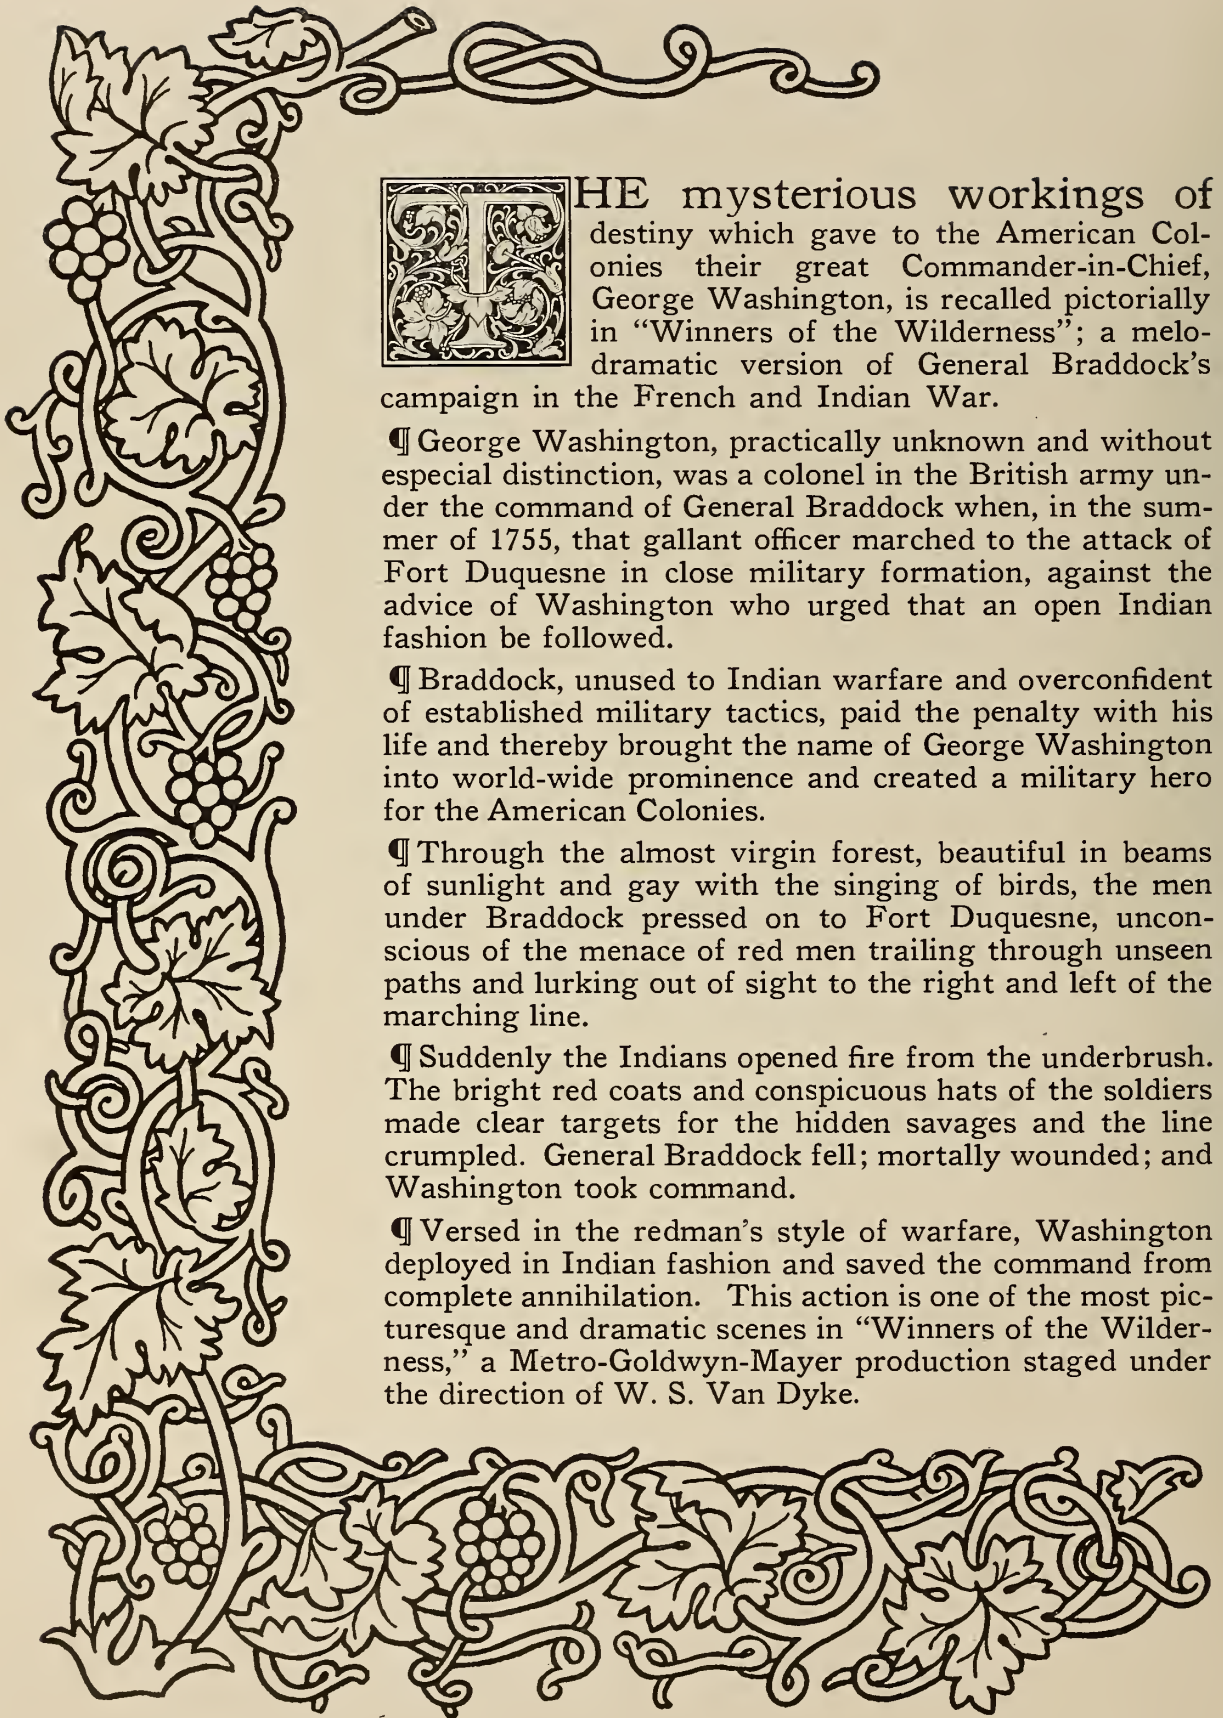 THE mysterious workings of
destiny which gave to the American Col-
onies their great Commander-in-Chief,
George Washington, is recalled pictorially
in “Winners of the Wilderness”; a melo-
dramatic version of General Braddock’s
campaign in the French and Indian War.
¶ George Washington, practically unknown and without
especial distinction, was a colonel in the British army un-
der the command of General Braddock when, in the sum-
mer of 1755, that gallant officer marched to the attack of
Fort Duquesne in close military formation, against the
advice of Washington who urged that an open Indian
fashion be followed.
¶ Braddock, unused to Indian warfare and overconfident
of established military tactics, paid the penalty with his
life and thereby brought the name of George Washington
into world-wide prominence and created a military hero
for the American Colonies.
¶ Through the almost virgin forest, beautiful in beams
of sunlight and gay with the singing of birds, the men
under Braddock pressed on to Fort Duquesne, uncon-
scious of the menace of red men trailing through unseen
paths and lurking out of sight to the right and left of the
marching line.
¶ Suddenly the Indians opened fire from the underbrush.
The bright red coats and conspicuous hats of the soldiers
made clear targets for the hidden savages and the line
crumpled. General Braddock fell; mortally wounded; and
Washington took command.
¶ Versed in the redman’s style of warfare, Washington
deployed in Indian fashion and saved the command from
complete annihilation. This action is one of the most pic-
turesque and dramatic scenes in “Winners of the Wilder-
ness,” a Metro-Goldwyn-Mayer production staged under
the direction of W. S. Van Dyke.